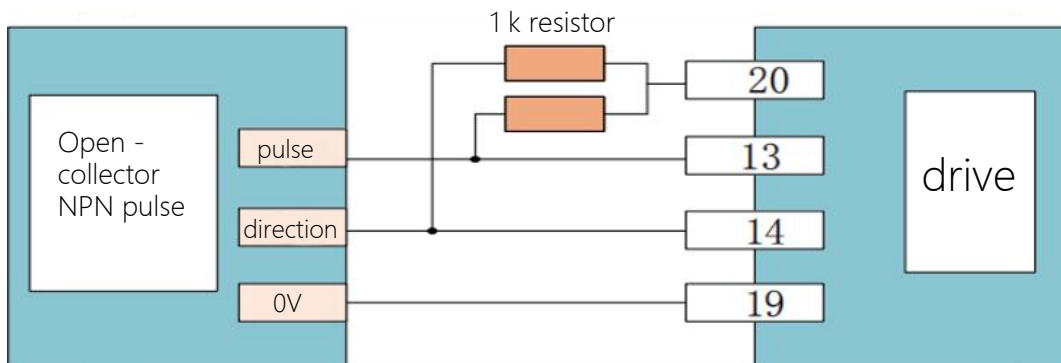 1 k resistor
Open -
collector
NPN pulse
pulse
direction
0V
20
13
14
19
drive